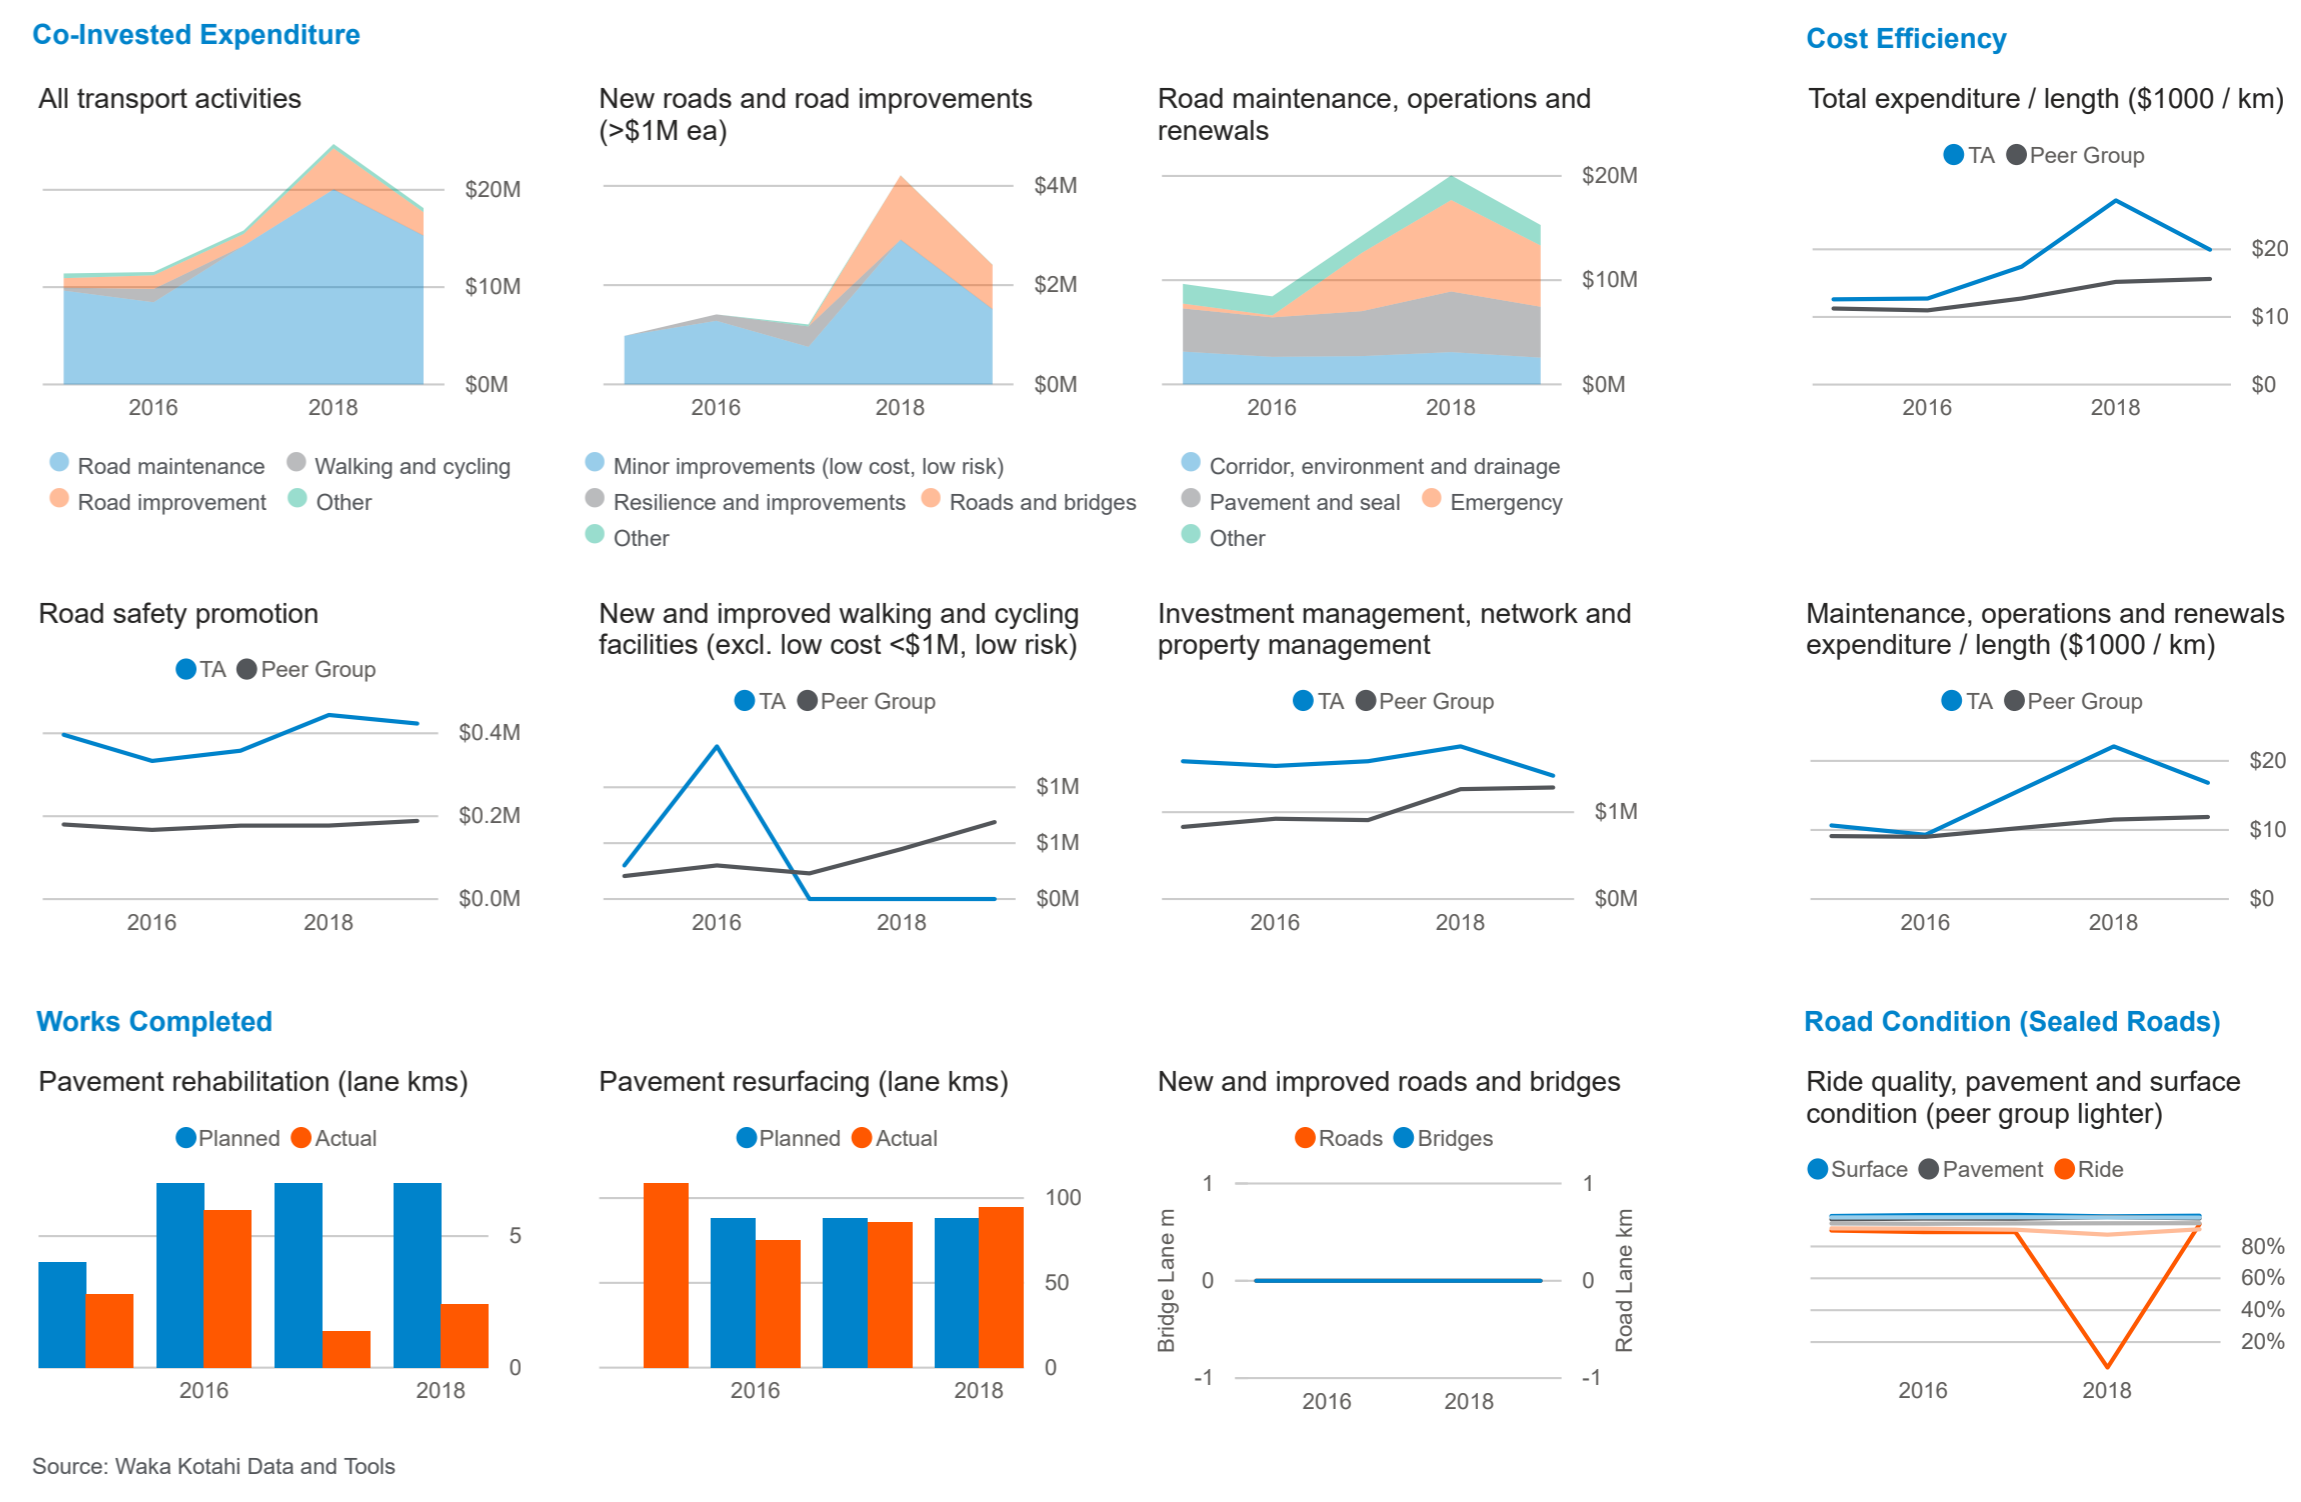 Co-Invested Expenditure
Cost Efficiency
All transport activities
$20M
$10M
$0M
2016 2018
Road maintenance Walking and cycling
Road improvement Other
New roads and road improvements
(>$1M ea)
$4M
$2M
$0M
2016 2018
Minor improvements (low cost, low risk)
Resilience and improvements Roads and bridges
Other
Road maintenance, operations and
renewals
$20M
$10M
$0M
2016 2018
Corridor, environment and drainage
Pavement and seal Emergency
Other
Total expenditure / length ($1000 / km)
TA Peer Group
$20
$10
$0
2016 2018
Road safety promotion
TA Peer Group
$0.4M
$0.2M
$0.0M
2016 2018
New and improved walking and cycling
facilities (excl. low cost <$1M, low risk)
TA Peer Group
$1M
$1M
$0M
2016 2018
Investment management, network and
property management
TA Peer Group
$1M
$0M
2016 2018
Maintenance, operations and renewals
expenditure / length ($1000 / km)
TA Peer Group
$20
$10
$0
2016 2018
Works Completed
Road Condition (Sealed Roads)
Pavement rehabilitation (lane kms)
Planned Actual
5
0
2016 2018
Pavement resurfacing (lane kms)
Planned Actual
100
50
0
2016 2018
New and improved roads and bridges
Roads Bridges
Bridge Lane m
1 1
0 0
-1 -1
Road Lane km
2016 2018
Ride quality, pavement and surface
condition (peer group lighter)
Surface Pavement Ride
80%
60%
40%
20%
2016 2018
Source: Waka Kotahi Data and Tools